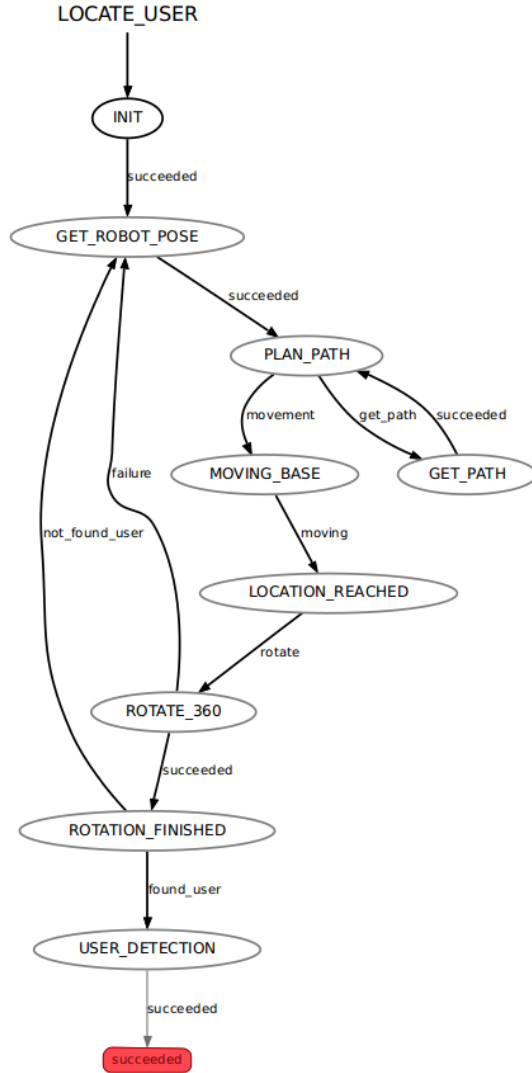 LOCATE_USER
INIT
succeeded
GET_ROBOT_POSE
succeeded
PLAN_PATH
movement
get_path
succeeded
MOVING_BASE
GET_PATH
failure
not_found_user
moving
LOCATION_REACHED
rotate
ROTATE_360
succeeded
ROTATION_FINISHED
found_user
USER_DETECTION
succeeded
succeeded